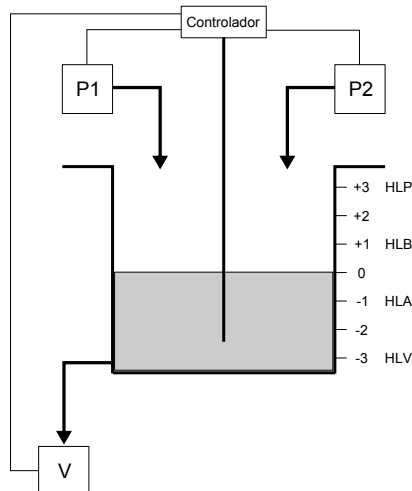 Controlador
P1
P2
+3 HLP
+2
+1 HLB
0
-1 HLA
-2
-3 HLV
V